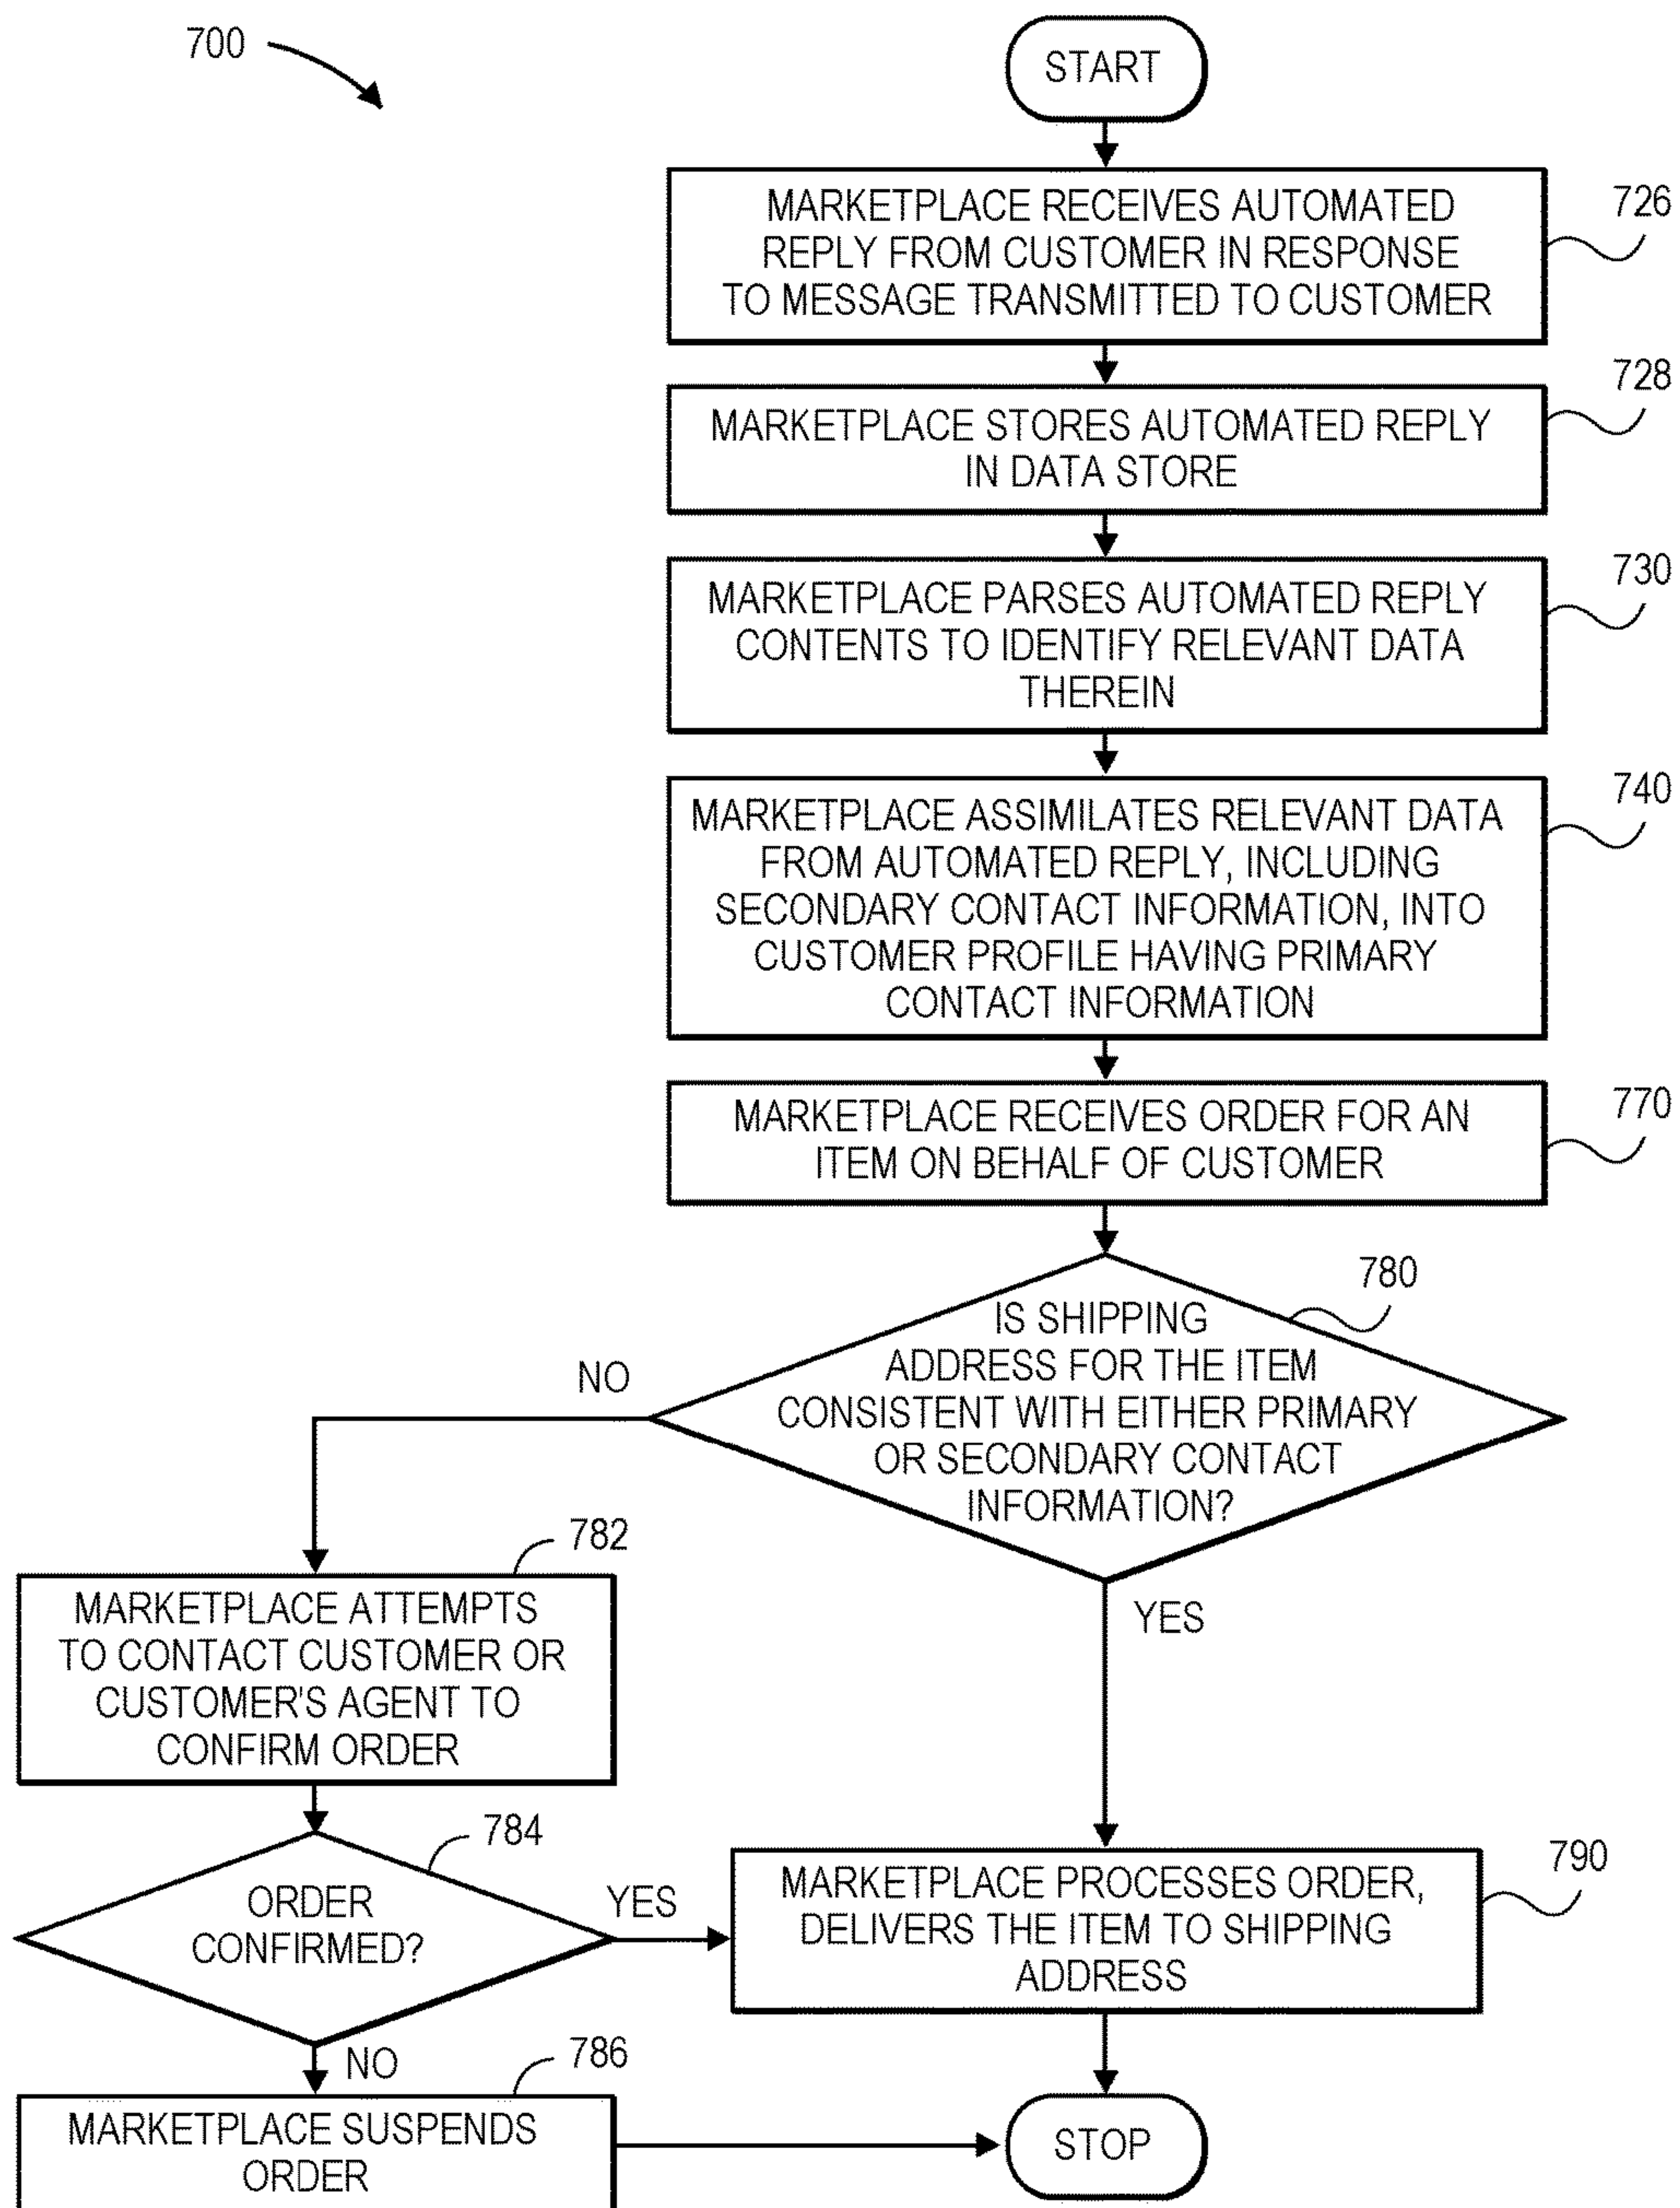 700
START
MARKETPLACE RECEIVES AUTOMATED
REPLY FROM CUSTOMER IN RESPONSE
TO MESSAGE TRANSMITTED TO CUSTOMER
726
MARKETPLACE STORES AUTOMATED REPLY
IN DATA STORE
728
MARKETPLACE PARSES AUTOMATED REPLY
CONTENTS TO IDENTIFY RELEVANT DATA
THEREIN
730
MARKETPLACE ASSIMILATES RELEVANT DATA
FROM AUTOMATED REPLY, INCLUDING
SECONDARY CONTACT INFORMATION, INTO
CUSTOMER PROFILE HAVING PRIMARY
CONTACT INFORMATION
740
MARKETPLACE RECEIVES ORDER FOR AN
ITEM ON BEHALF OF CUSTOMER
770
IS SHIPPING
ADDRESS FOR THE ITEM
CONSISTENT WITH EITHER PRIMARY
OR SECONDARY CONTACT
INFORMATION?
780
NO
YES
782
MARKETPLACE ATTEMPTS
TO CONTACT CUSTOMER OR
CUSTOMER'S AGENT TO
CONFIRM ORDER
784
ORDER
CONFIRMED?
YES
NO
MARKETPLACE PROCESSES ORDER,
DELIVERS THE ITEM TO SHIPPING
ADDRESS
790
786
MARKETPLACE SUSPENDS
ORDER
STOP